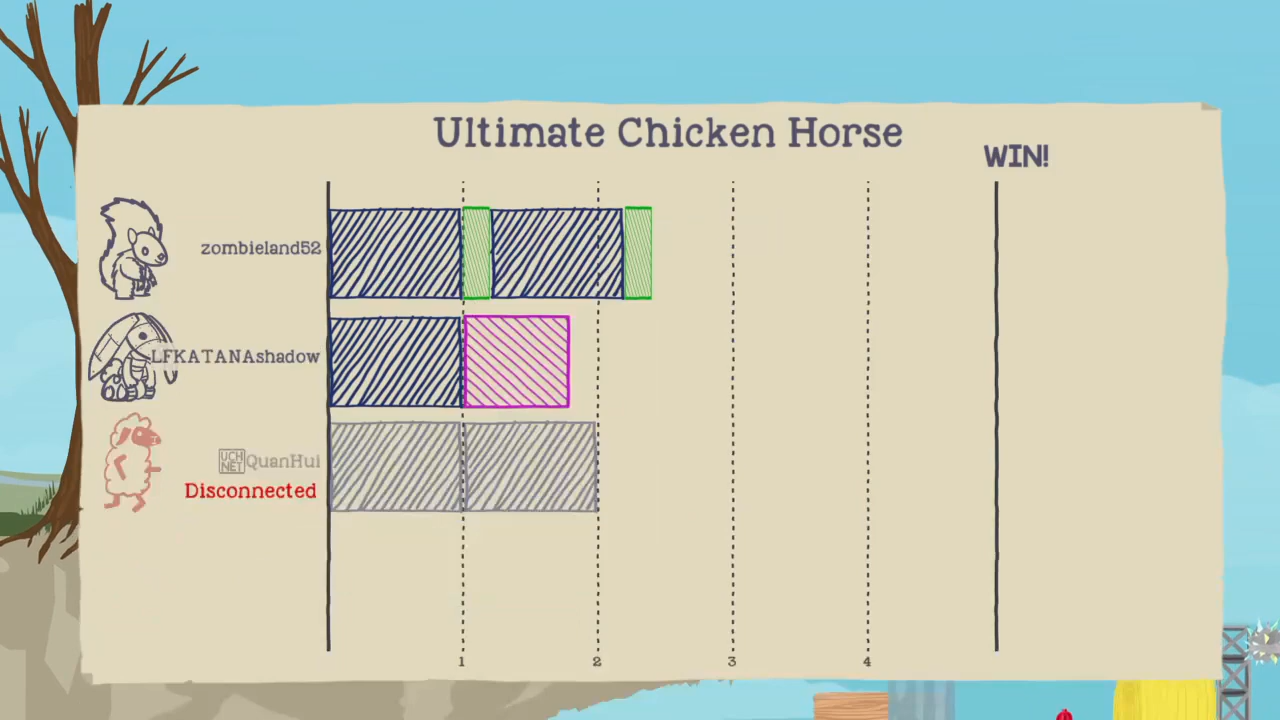 Ultimate Chicken Horse
WIN!
zombieland52
LFKATANAshadow
UCH NET QuanHui
Disconnected
1 2 3 4